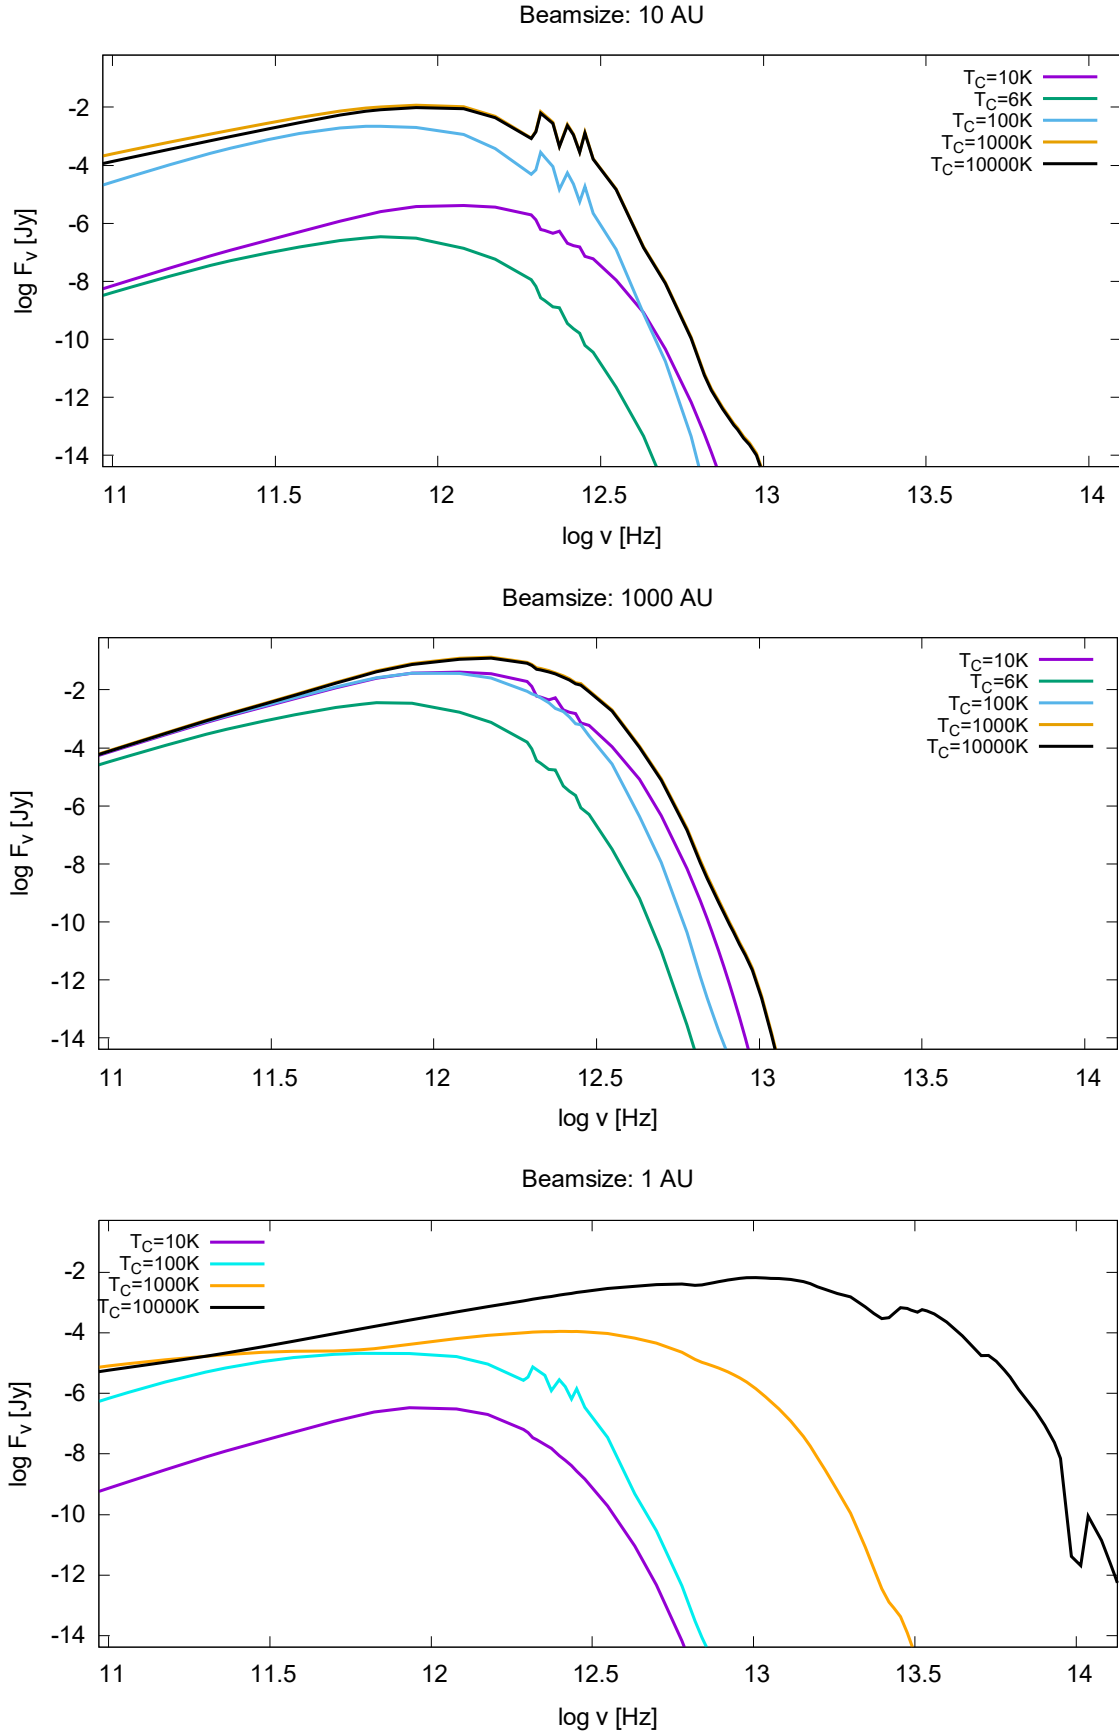 Beamsize: 10 AU
T_C=10K
T_C=6K
T_C=100K
T_C=1000K
T_C=10000K
-2
-4
-6
-8
-10
-12
-14
log F_ν [Jy]
11
11.5
12
12.5
13
13.5
14
log ν [Hz]
Beamsize: 1000 AU
T_C=10K
T_C=6K
T_C=100K
T_C=1000K
T_C=10000K
-2
-4
-6
-8
-10
-12
-14
log F_ν [Jy]
11
11.5
12
12.5
13
13.5
14
log ν [Hz]
Beamsize: 1 AU
T_C=10K
T_C=100K
T_C=1000K
T_C=10000K
-2
-4
-6
-8
-10
-12
-14
log F_ν [Jy]
11
11.5
12
12.5
13
13.5
14
log ν [Hz]